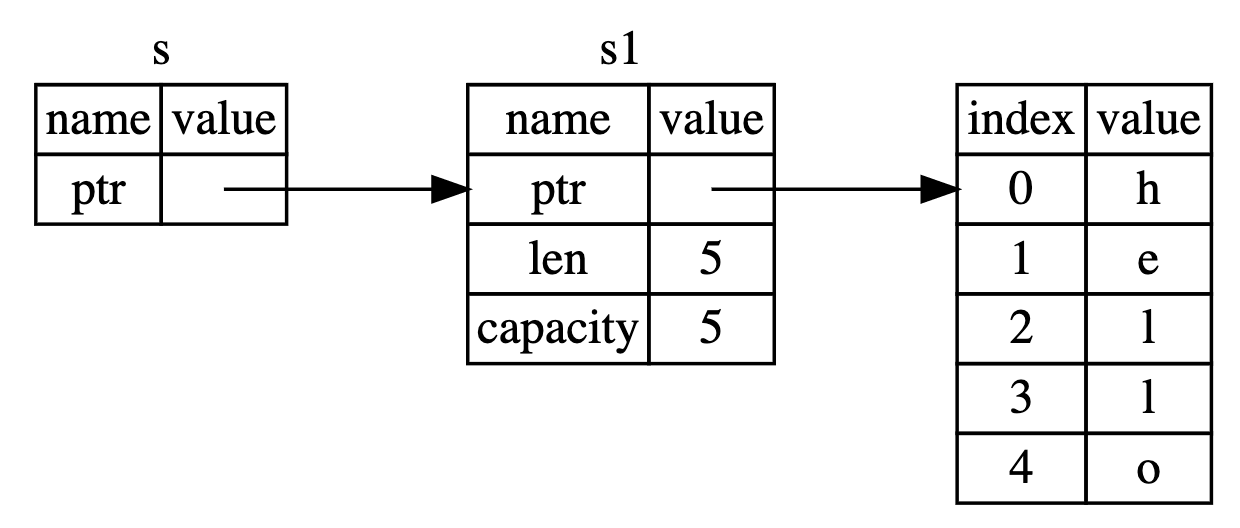 s
name value
ptr
s1
name value
ptr
len 5
capacity 5
index value
0 h
1 e
2 l
3 l
4 o